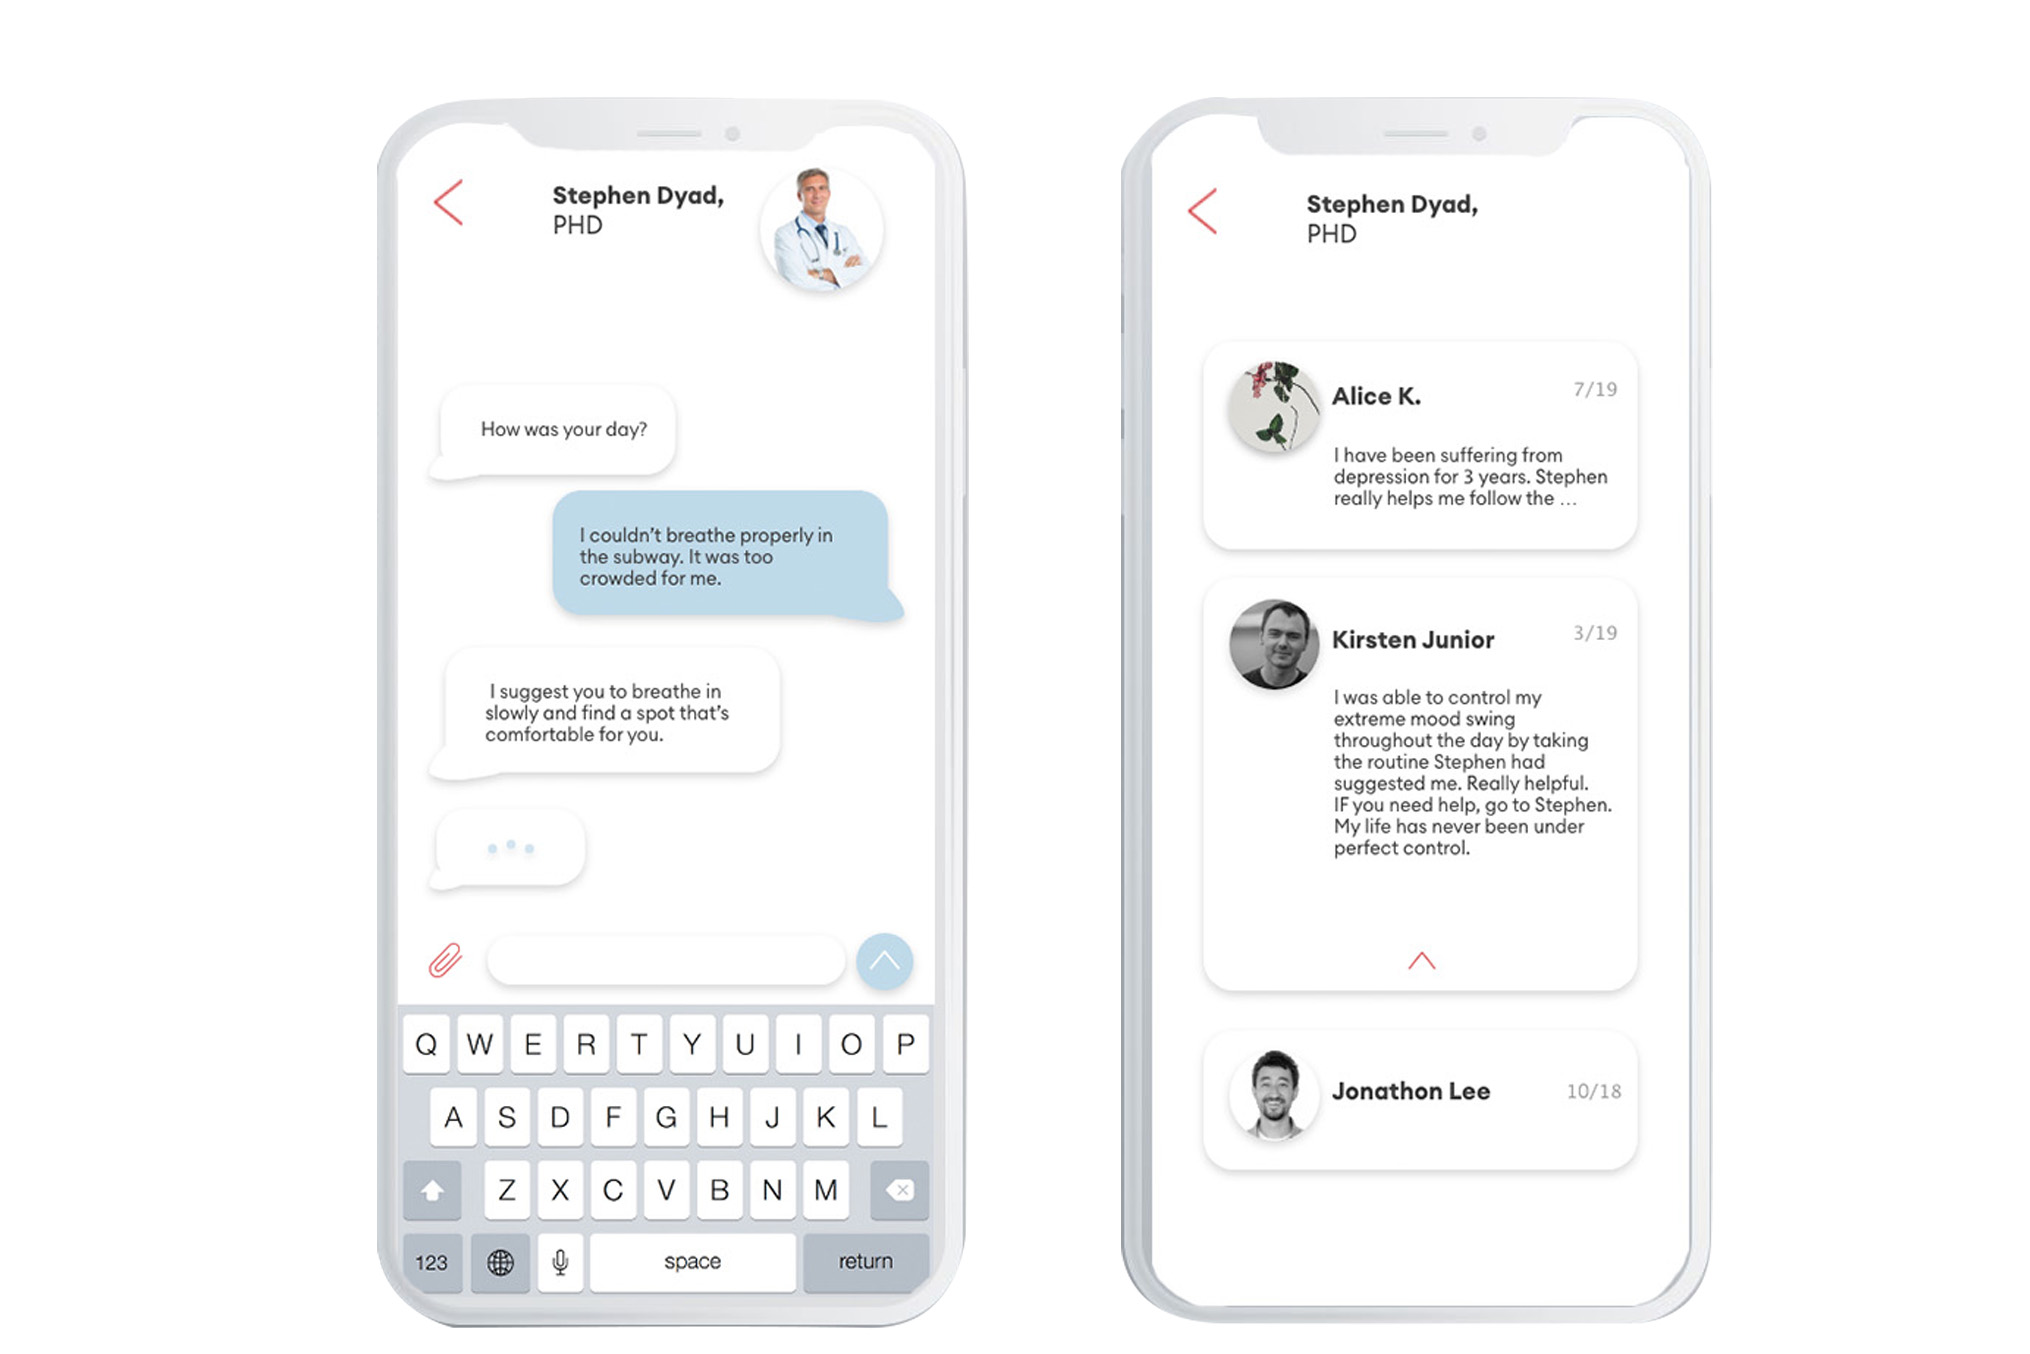 Stephen Dyad,
PHD
How was your day?
I couldn't breathe properly in
the subway. It was too
crowded for me.
I suggest you to breathe in
slowly and find a spot that's
comfortable for you.
Q W E R T Y U I O P
A S D F G H J K L
Z X C V B N M
123 space return
Stephen Dyad,
PHD
Alice K. 7/19
I have been suffering from
depression for 3 years. Stephen
really helps me follow the ...
Kirsten Junior 3/19
I was able to control my
extreme mood swing
throughout the day by taking
the routine Stephen had
suggested me. Really helpful.
IF you need help, go to Stephen.
My life has never been under
perfect control.
Jonathon Lee 10/18